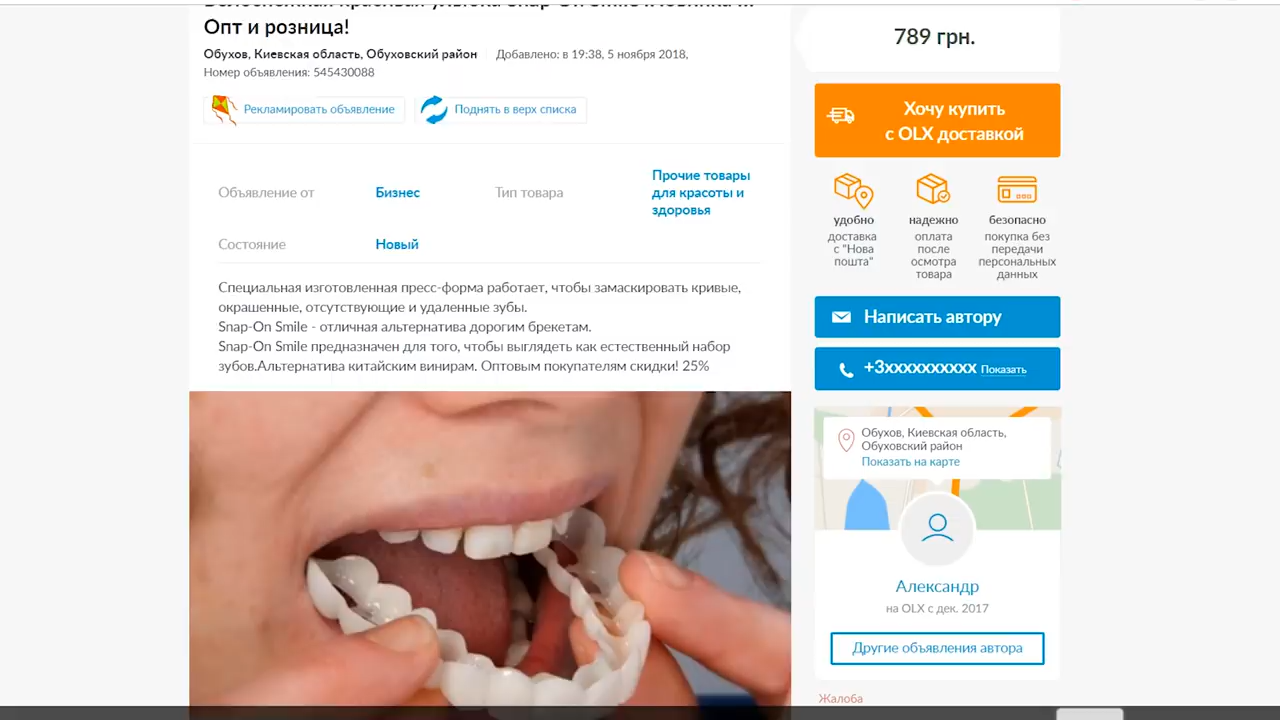 Опт и розница!
Обухов, Киевская область, Обуховский район
Добавлено: в 19:38, 5 ноября 2018,
Номер объявления: 545430088
Рекламировать объявление
Поднять в верх списка
Объявление от
Бизнес
Тип товара
Прочие товары
для красоты и
здоровья
Состояние
Новый
Специальная изготовленная пресс-форма работает, чтобы замаскировать кривые,
окрашенные, отсутствующие и удаленные зубы.
Snap-On Smile - отличная альтернатива дорогим брекетам.
Snap-On Smile предназначен для того, чтобы выглядеть как естественный набор
зубов.Альтернатива китайским винирам. Оптовым покупателям скидки! 25%
789 грн.
Хочу купить
с OLX доставкой
удобно
доставка
с "Нова
пошта"
надежно
оплата
после
осмотра
товара
безопасно
покупка без
передачи
персональных
данных
Написать автору
+3xxxxxxxxxx Показать
Обухов, Киевская область,
Обуховский район
Показать на карте
Александр
на OLX с дек. 2017
Другие объявления автора
Жалоба